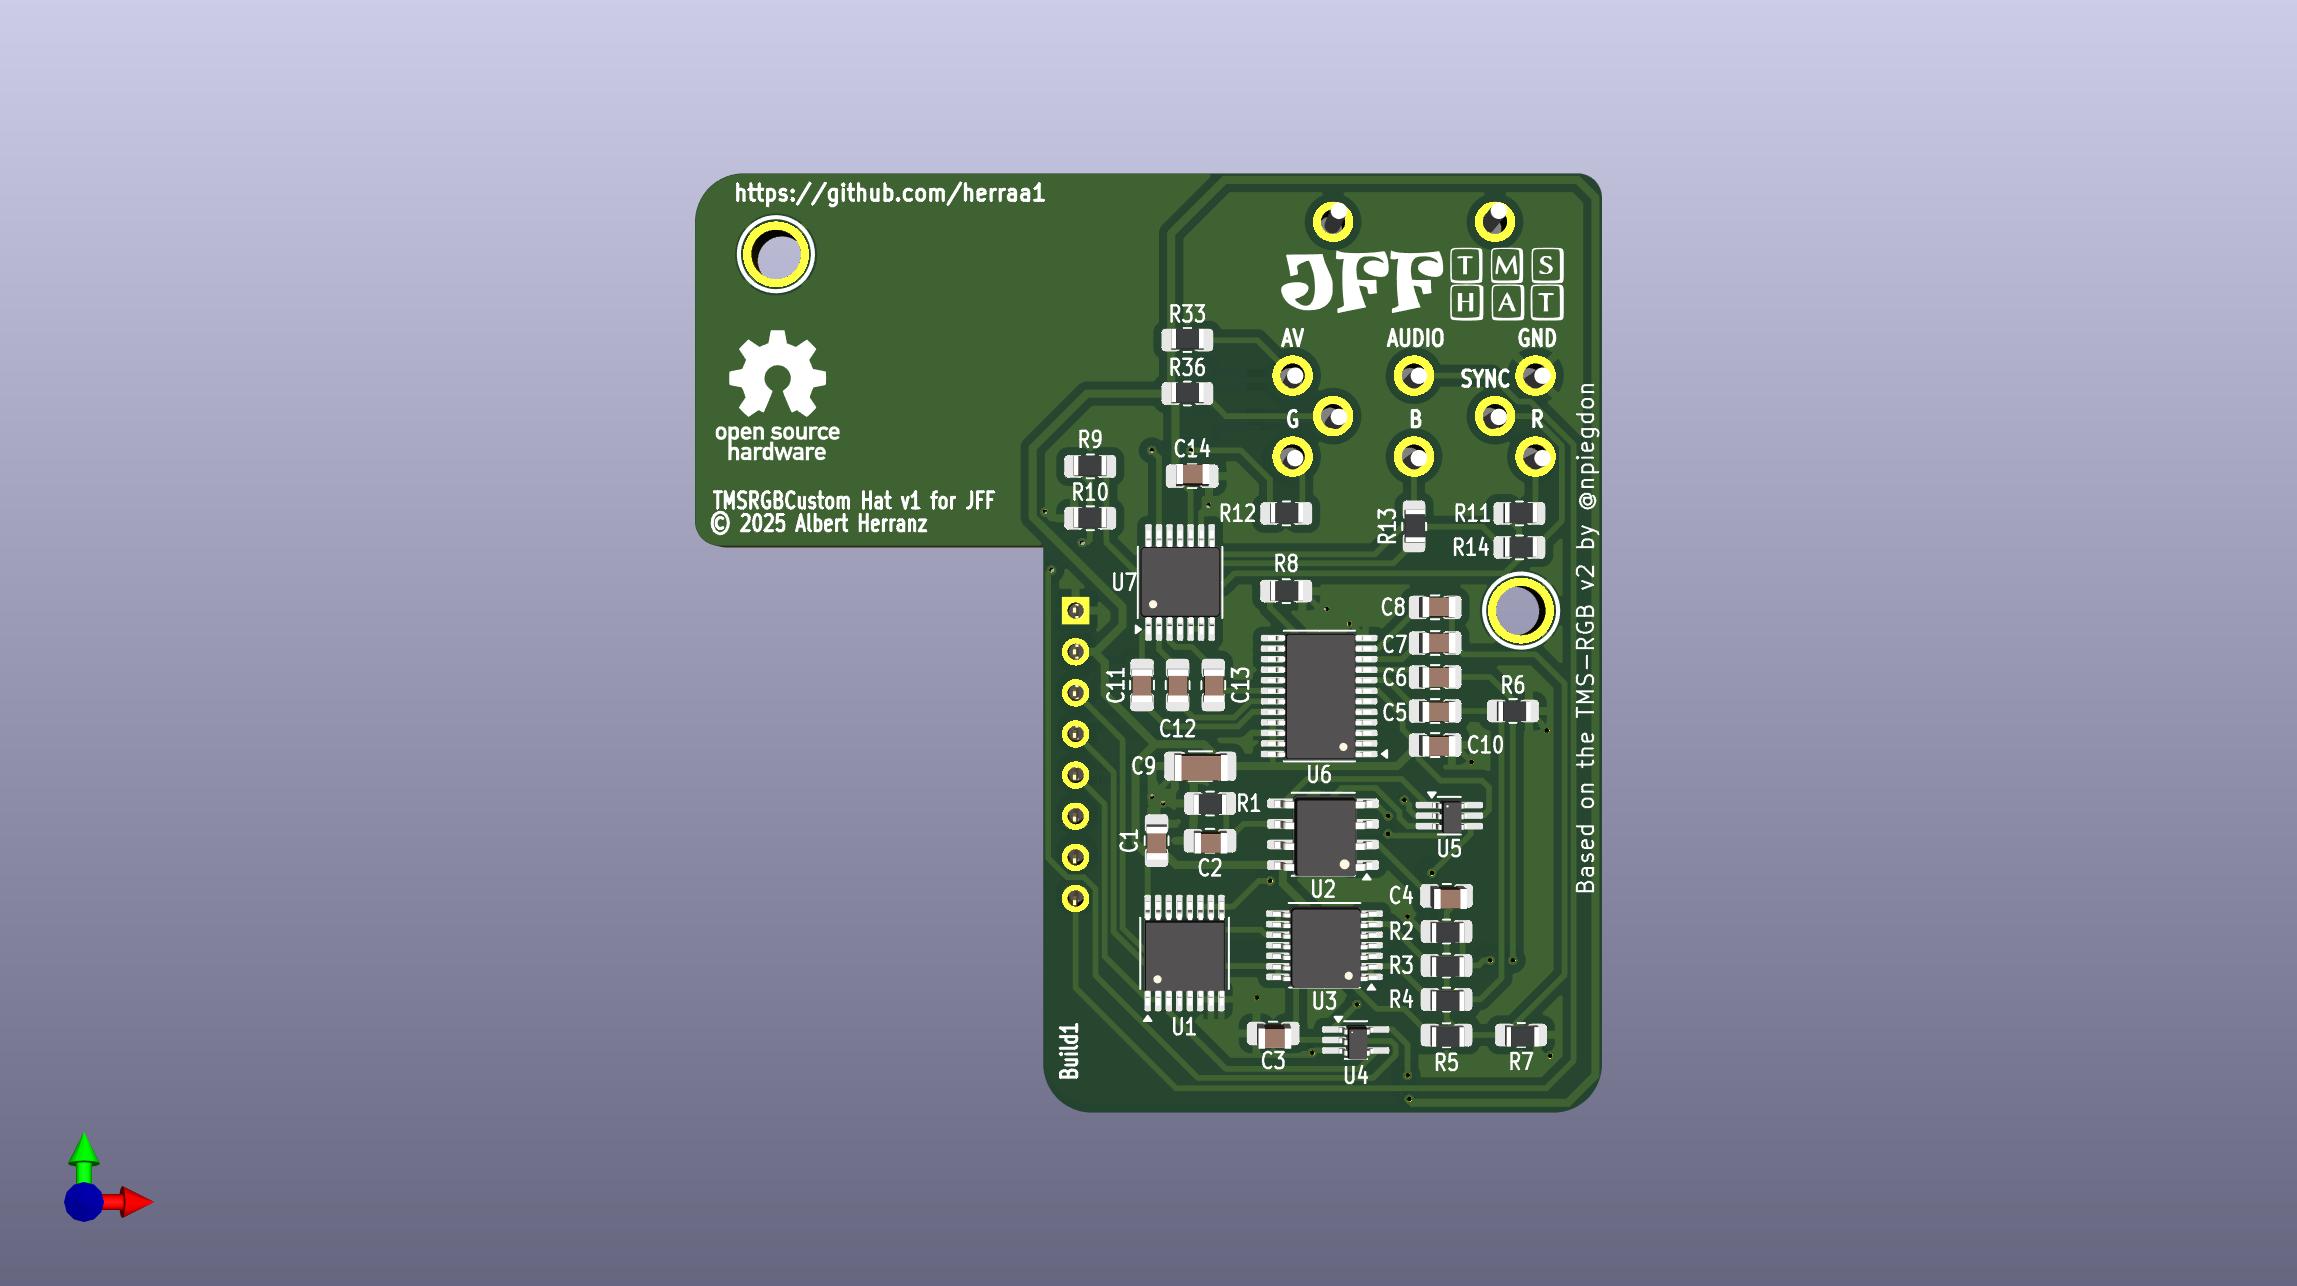 https://github.com/herraa1
JFF
TMS
HAT
R33
AV
AUDIO
GND
R36
SYNC
G
B
R
open source
hardware
R9
C14
R10
TMSRGBCustom Hat v1 for JFF
© 2025 Albert Herranz
R12
R13
R11
R14
U7
R8
C8
C7
C11
C13
C6
R6
C5
C12
C10
C9
U6
R1
C1
U5
C2
U2
C4
R2
R3
R4
U3
U1
Build1
C3
U4
R5
R7
Based on the TMS-RGB v2 by @npiegdon